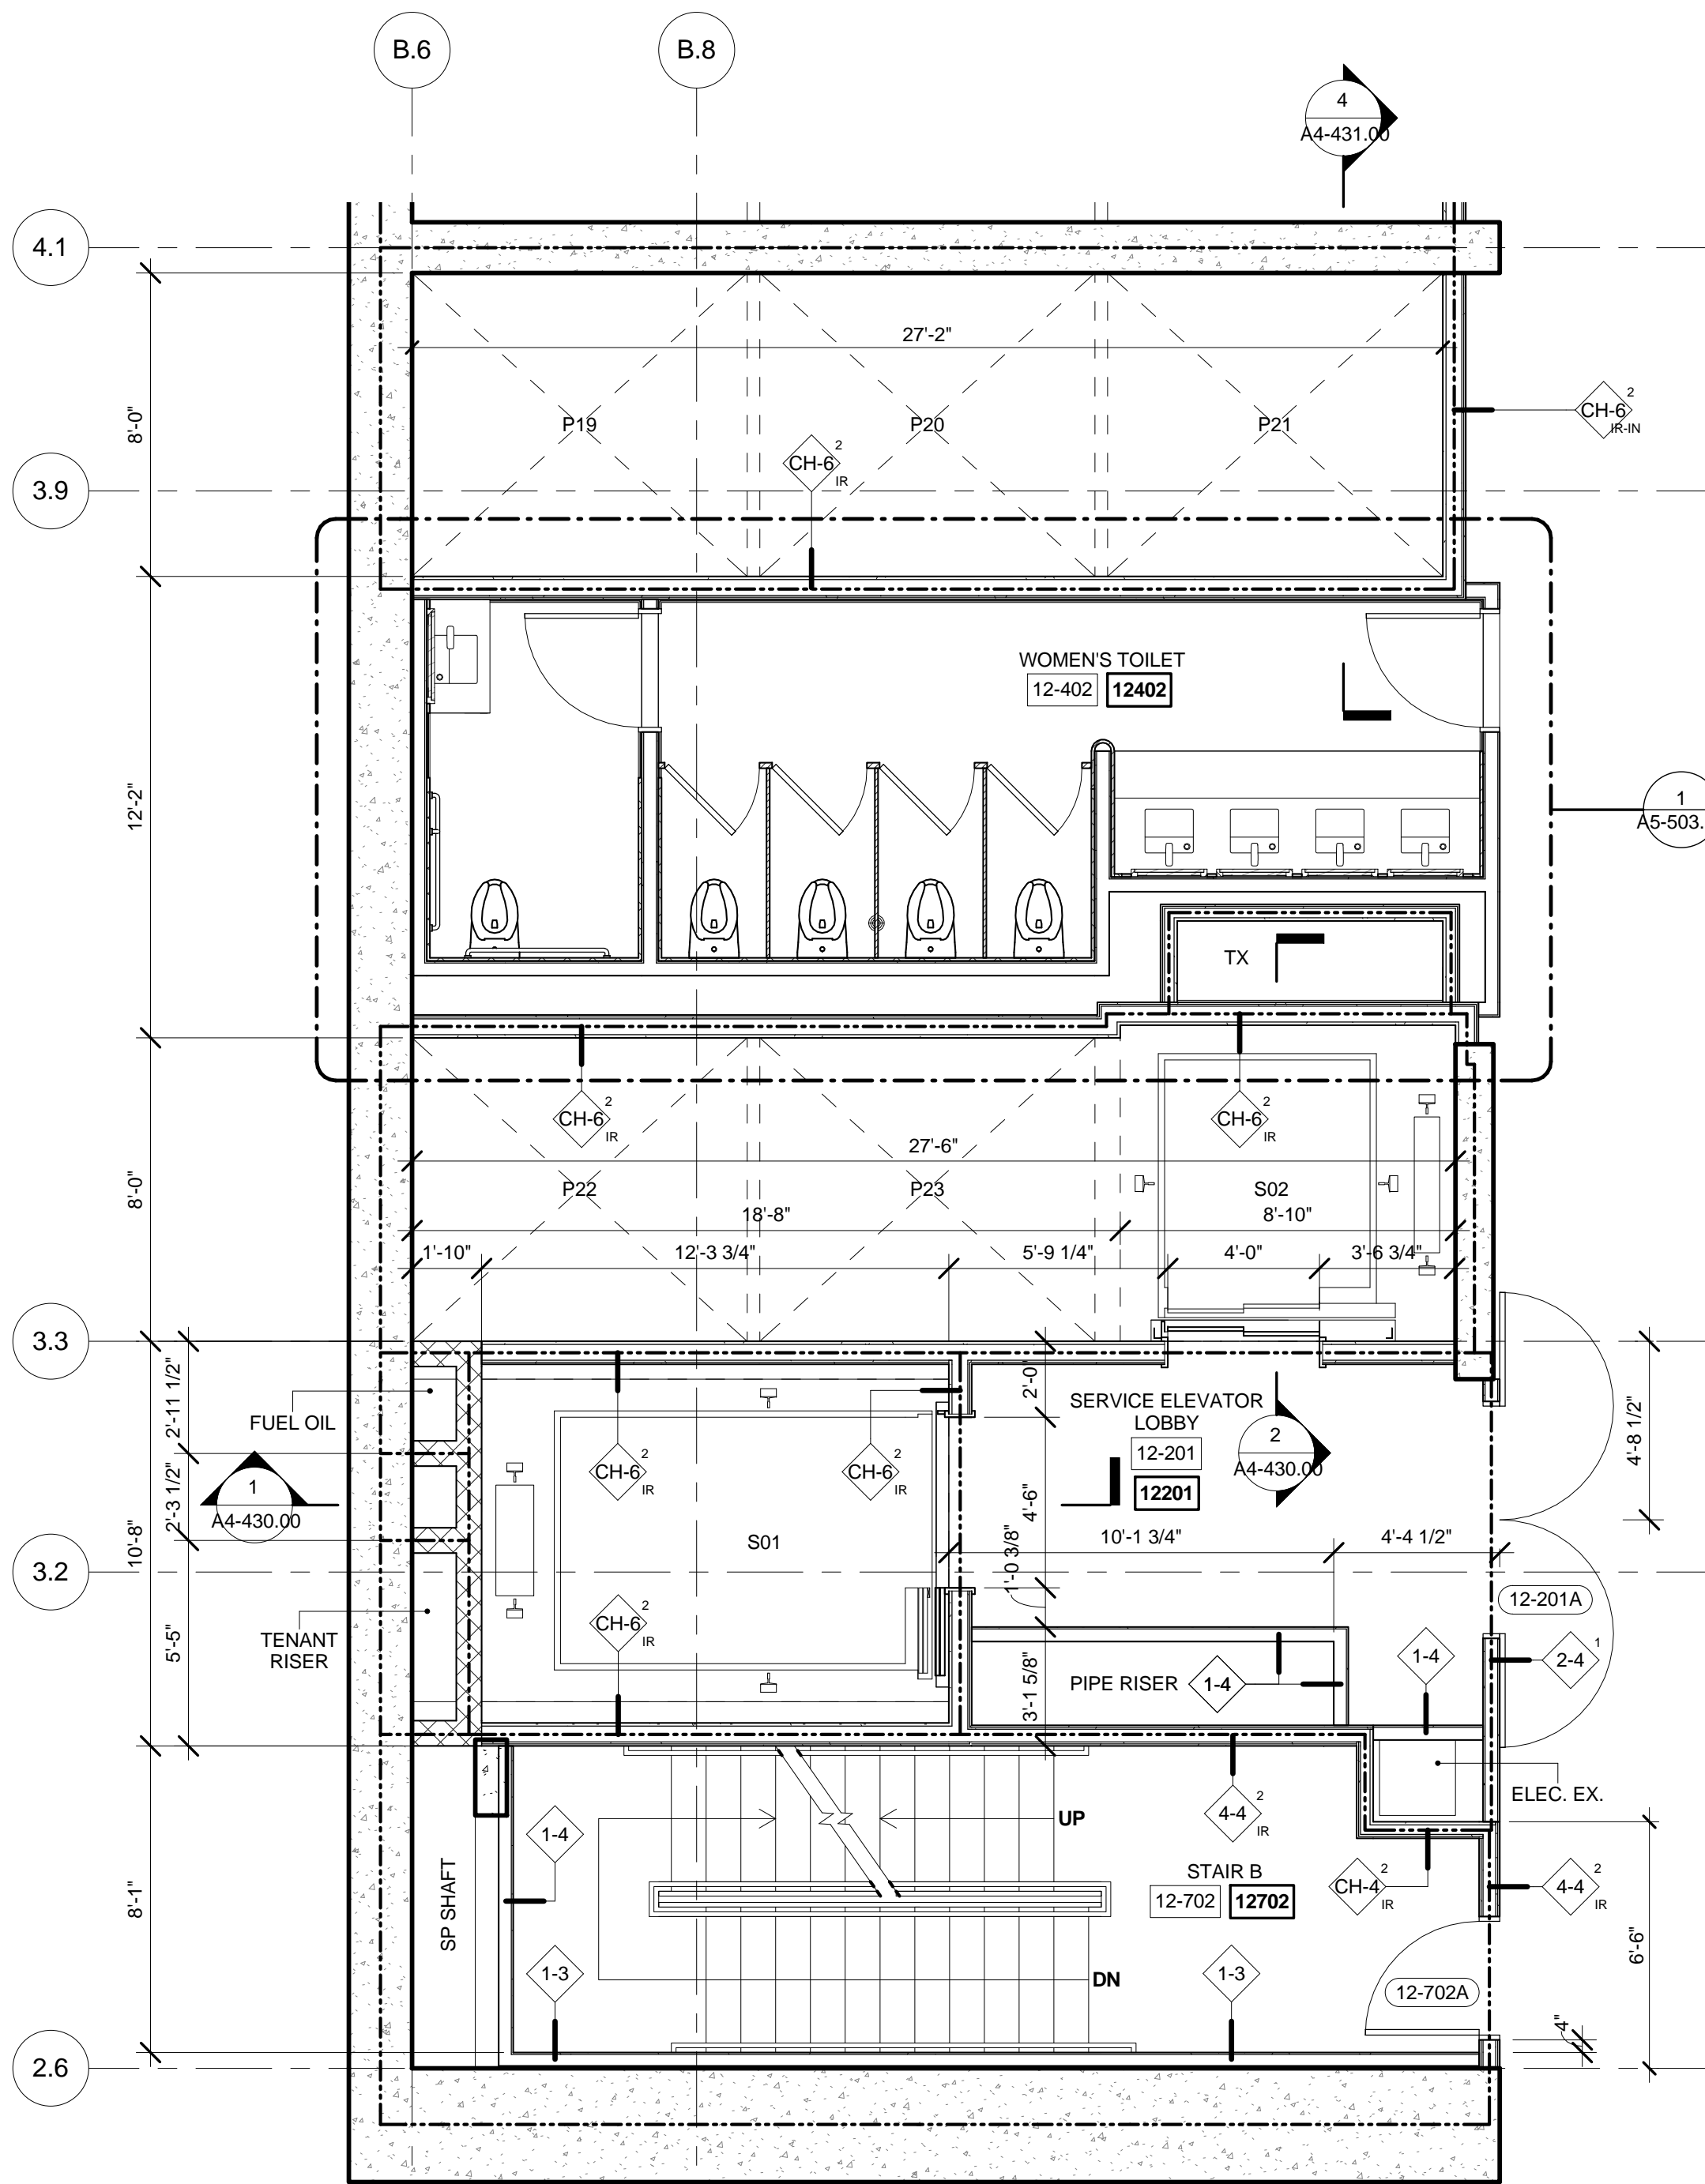 B.6
B.8
4
A4-431.00
4.1
27'-2"
8'-0"
P19
P20
P21
CH-6
2
IR-IN
CH-6
2
IR
3.9
WOMEN'S TOILET
12-402
12402
12'-2"
1
A5-503.
TX
CH-6
2
IR
CH-6
2
IR
27'-6"
8'-0"
P22
P23
S02
18'-8"
8'-10"
1'-10"
12'-3 3/4"
5'-9 1/4"
4'-0"
3'-6 3/4"
3.3
2'-11 1/2"
FUEL OIL
2'-0"
SERVICE ELEVATOR
LOBBY
12-201
12201
2
A4-430.00
4'-8 1/2"
CH-6
2
IR
CH-6
2
IR
1
A4-430.00
2'-3 1/2"
10'-8"
4'-6"
S01
10'-1 3/4"
4'-4 1/2"
3.2
1'-0 3/8"
12-201A
CH-6
2
IR
TENANT
RISER
5'-5"
3'-1 5/8"
PIPE RISER
1-4
1-4
2-4
1
ELEC. EX.
4-4
2
IR
UP
1-4
SP SHAFT
STAIR B
12-702
12702
CH-4
2
IR
4-4
2
IR
8'-1"
6'-6"
1-3
DN
1-3
12-702A
4"
2.6